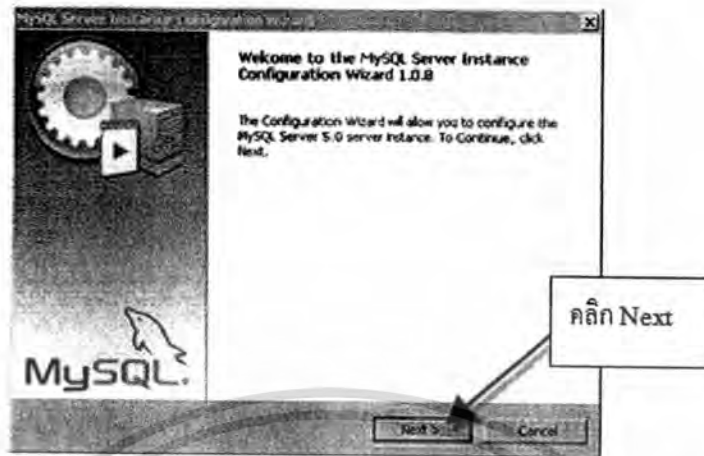 MySQL Server Instance Configuration Wizard
Welcome to the MySQL Server Instance
Configuration Wizard 1.0.8
The Configuration Wizard will allow you to configure the
MySQL Server 5.0 server instance. To Continue, click
Next.
คลิก Next
MySQL.
Next >
Cancel